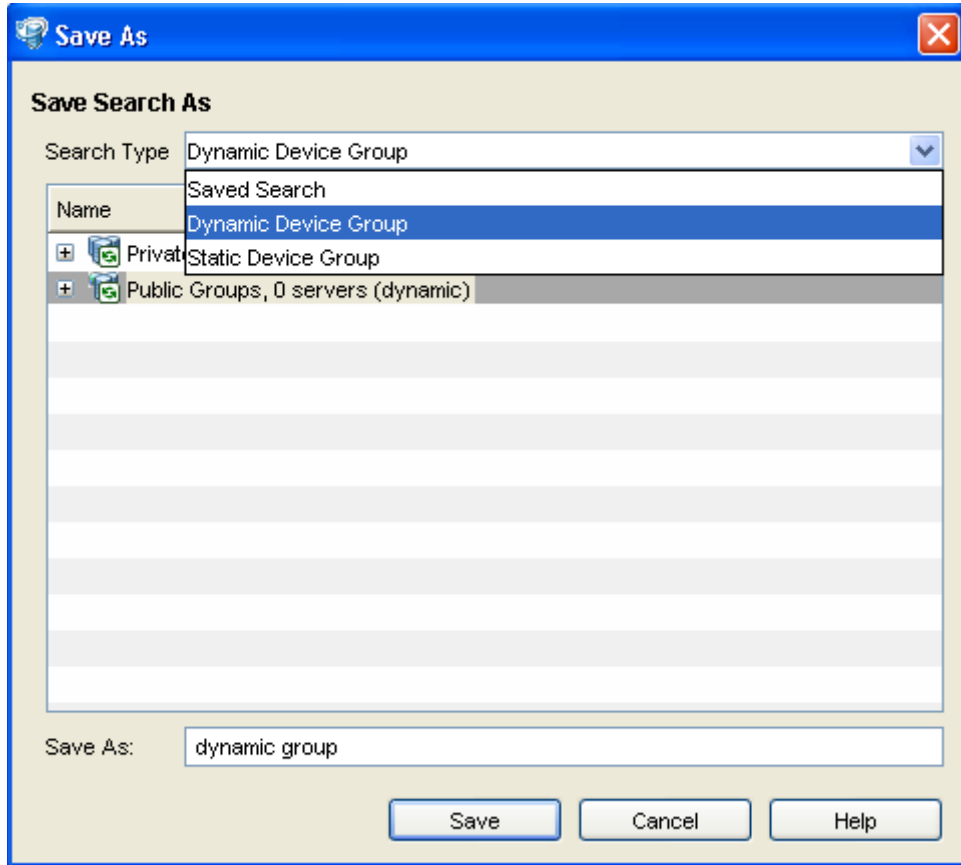 Save As
Save Search As
Search Type Dynamic Device Group
Saved Search
Name
Dynamic Device Group
Static Device Group
Public Groups, 0 servers (dynamic)
Save As: dynamic group
Save Cancel Help